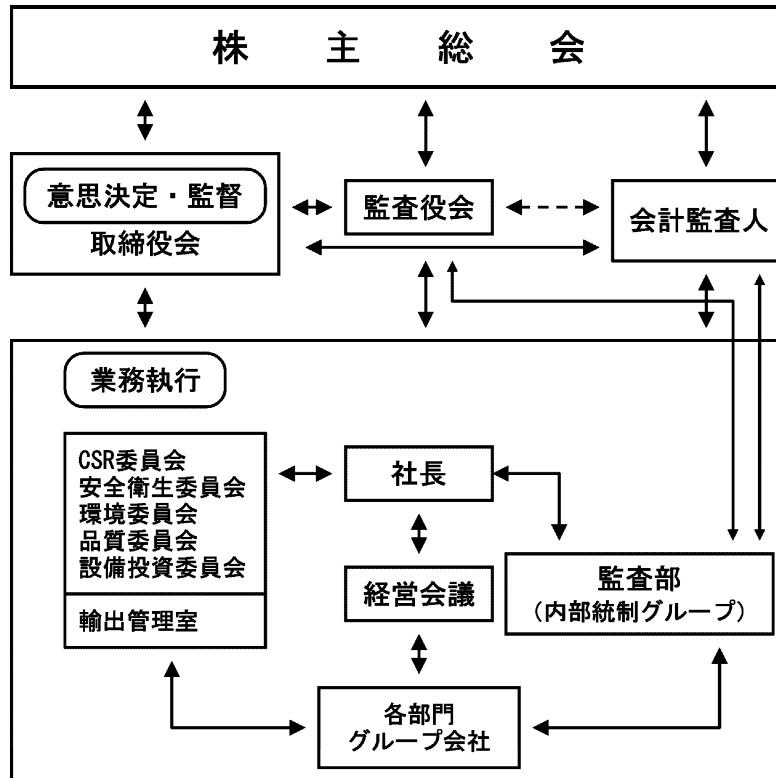 株主総会
意思決定・監督
取締役会
監査役会
会計監査人
業務執行
CSR委員会
安全衛生委員会
環境委員会
品質委員会
設備投資委員会
輸出管理室
社長
経営会議
監査部
（内部統制グループ）
各部門
グループ会社